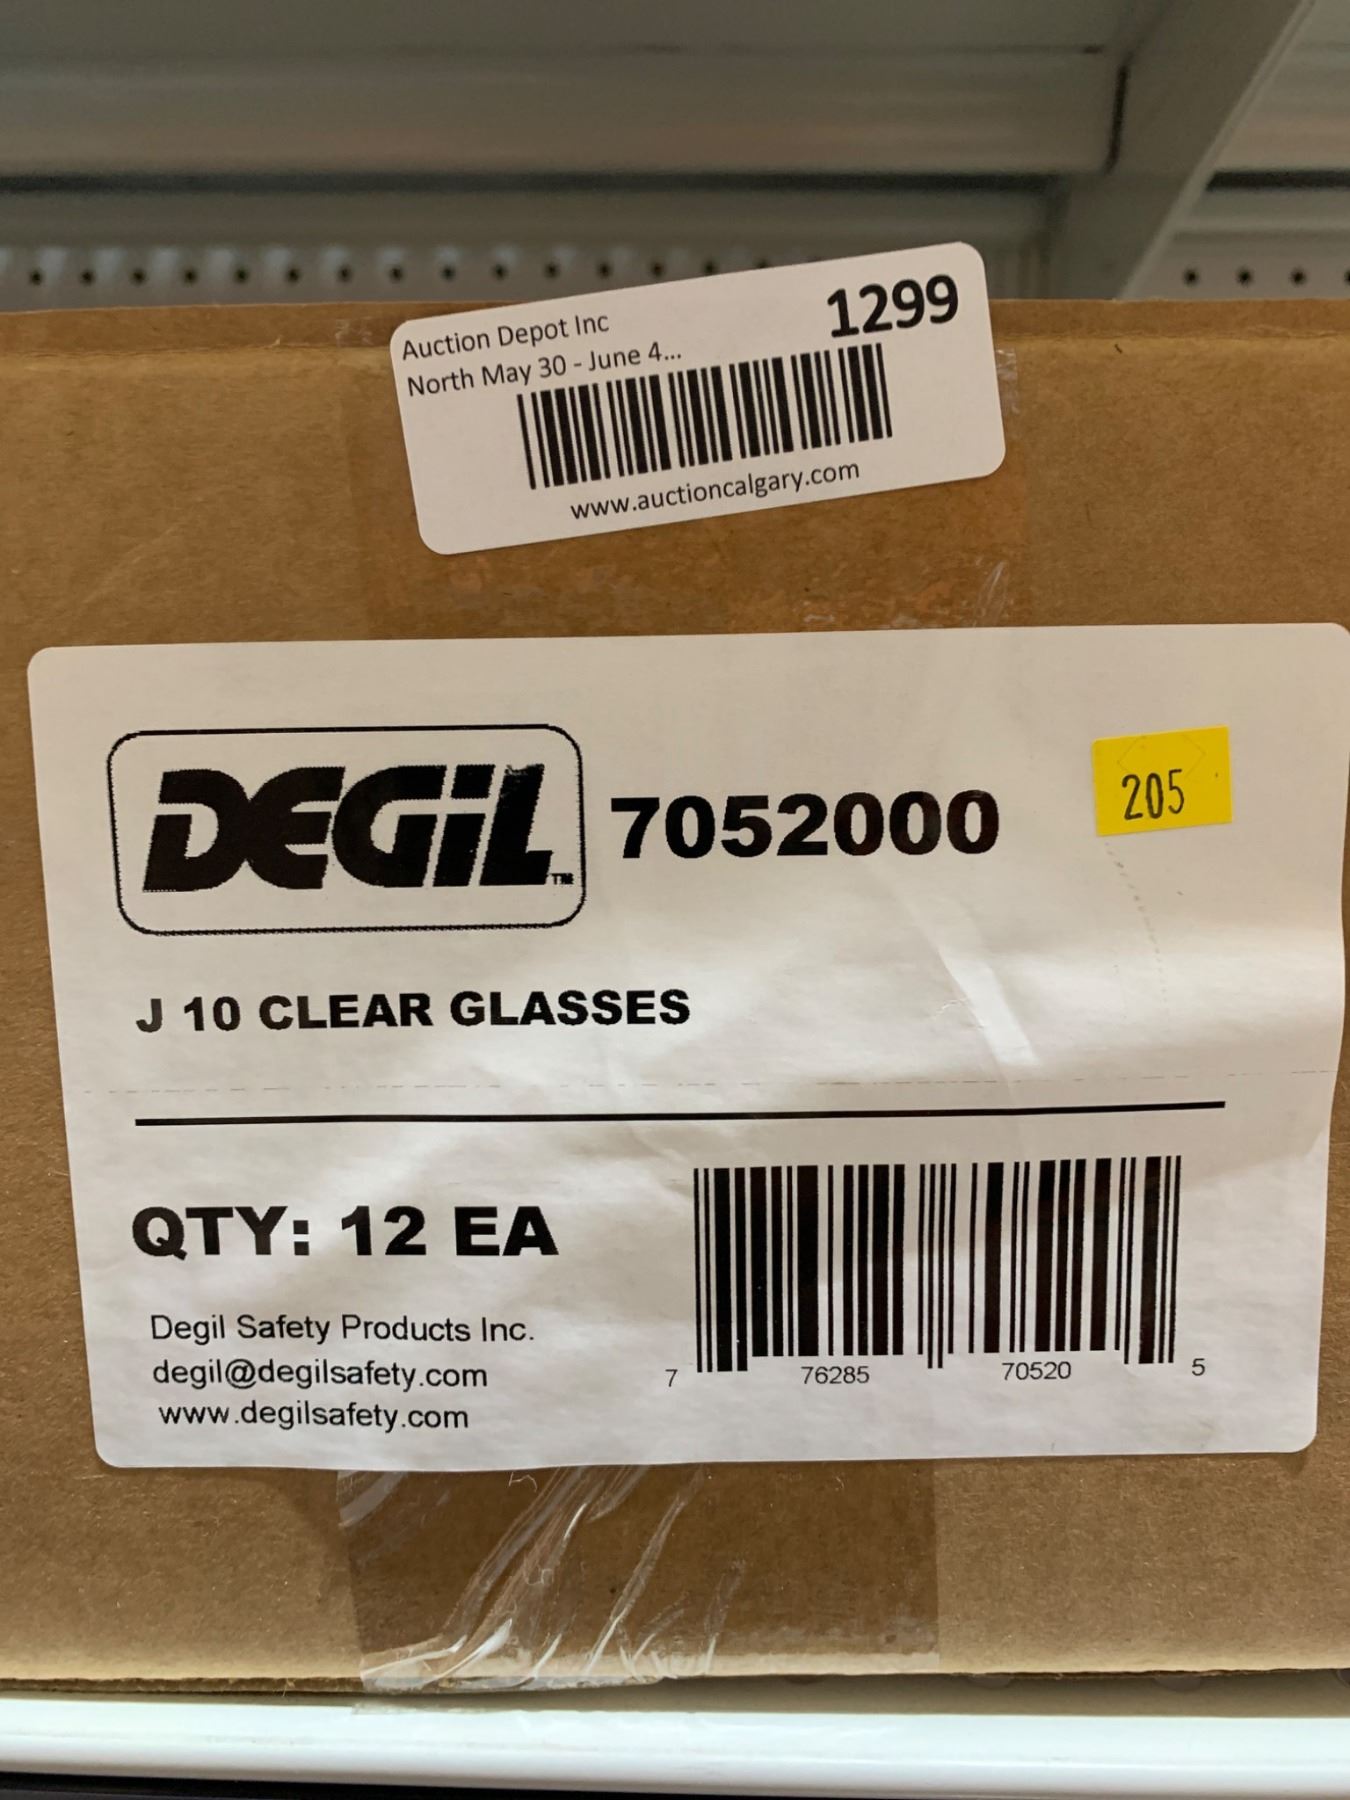 Auction Depot Inc
1299
North May 30 - June 4...
www.auctioncalgary.com
DEGiL™ 7052000
205
J 10 CLEAR GLASSES
QTY: 12 EA
Degil Safety Products Inc.
degil@degilsafety.com
www.degilsafety.com
7 76285 70520 5